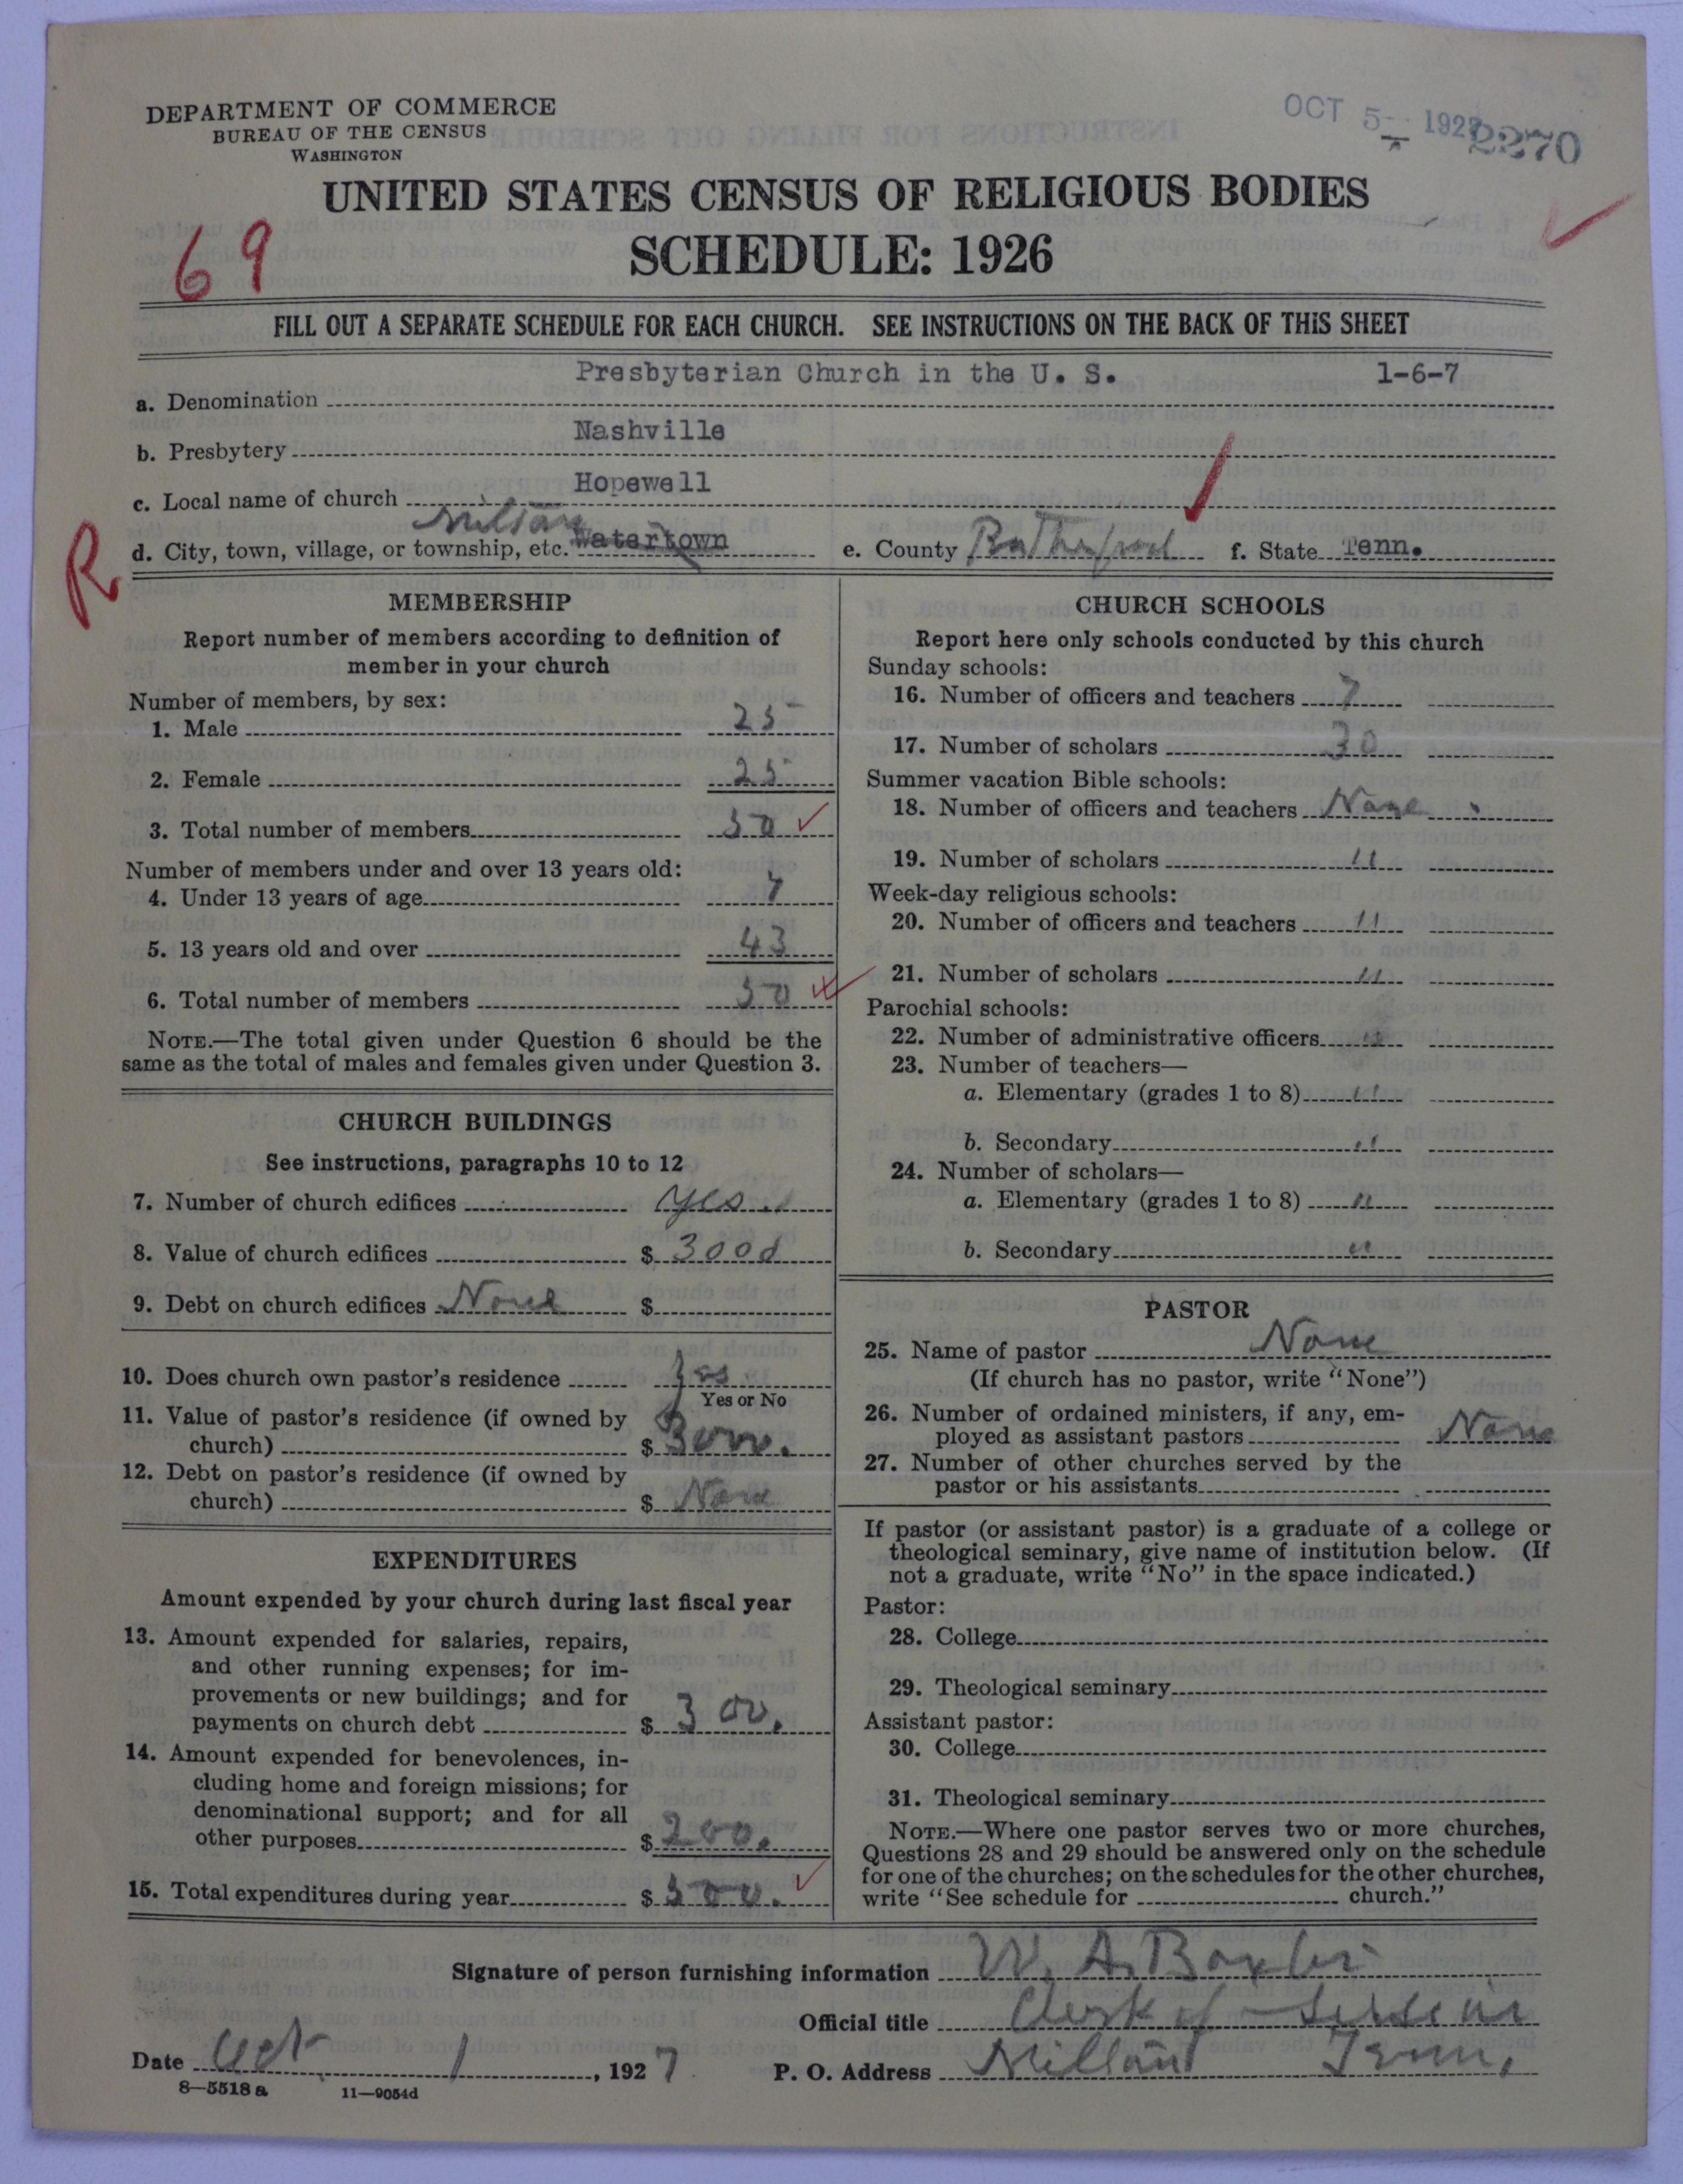 DEPARTMENT OF COMMERCE
BUREAU OF THE CENSUS
WASHINGTON
OCT 5 1927
2270
UNITED STATES CENSUS OF RELIGIOUS BODIES
SCHEDULE: 1926
69
FILL OUT A SEPARATE SCHEDULE FOR EACH CHURCH. SEE INSTRUCTIONS ON THE BACK OF THIS SHEET
a. Denomination Presbyterian Church in the U. S. 1-6-7
b. Presbytery Nashville
c. Local name of church Hopewell
R
d. City, town, village, or township, etc. Milton Watertown e. County Rutherford f. State Tenn.
MEMBERSHIP
Report number of members according to definition of
member in your church
Number of members, by sex:
1. Male 25
2. Female 25
3. Total number of members 50
Number of members under and over 13 years old:
4. Under 13 years of age 7
5. 13 years old and over 43
6. Total number of members 50
NOTE.—The total given under Question 6 should be the
same as the total of males and females given under Question 3.
CHURCH BUILDINGS
See instructions, paragraphs 10 to 12
7. Number of church edifices yes
8. Value of church edifices $ 3000
9. Debt on church edifices None $
10. Does church own pastor's residence yes
Yes or No
11. Value of pastor's residence (if owned by
church) $
12. Debt on pastor's residence (if owned by
church) $ None
EXPENDITURES
Amount expended by your church during last fiscal year
13. Amount expended for salaries, repairs,
and other running expenses; for im-
provements or new buildings; and for
payments on church debt $ 300.
14. Amount expended for benevolences, in-
cluding home and foreign missions; for
denominational support; and for all
other purposes $ 200.
15. Total expenditures during year $ 500.
CHURCH SCHOOLS
Report here only schools conducted by this church
Sunday schools:
16. Number of officers and teachers 7
17. Number of scholars 30
Summer vacation Bible schools:
18. Number of officers and teachers None
19. Number of scholars "
Week-day religious schools:
20. Number of officers and teachers "
21. Number of scholars "
Parochial schools:
22. Number of administrative officers "
23. Number of teachers—
a. Elementary (grades 1 to 8) "
b. Secondary "
24. Number of scholars—
a. Elementary (grades 1 to 8) "
b. Secondary "
PASTOR
25. Name of pastor None
(If church has no pastor, write "None")
26. Number of ordained ministers, if any, em-
ployed as assistant pastors None
27. Number of other churches served by the
pastor or his assistants
If pastor (or assistant pastor) is a graduate of a college or
theological seminary, give name of institution below. (If
not a graduate, write "No" in the space indicated.)
Pastor:
28. College
29. Theological seminary
Assistant pastor:
30. College
31. Theological seminary
NOTE.—Where one pastor serves two or more churches,
Questions 28 and 29 should be answered only on the schedule
for one of the churches; on the schedules for the other churches,
write "See schedule for church."
Signature of person furnishing information W. A. Baxter
Official title Clerk of Session
Date Oct 1, 1927 P. O. Address Milton Tenn.
8—5518a 11—9054d